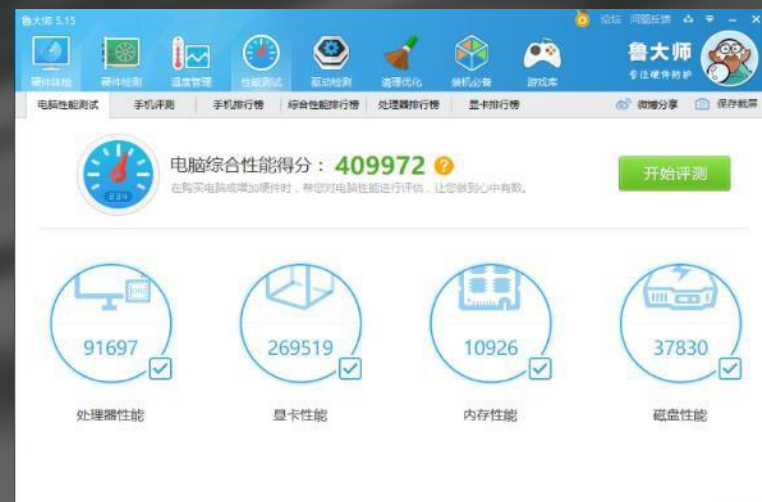 鲁大师 5.15
论坛 问题反馈
硬件体检 硬件检测 温度管理 性能测试 驱动检测 清理优化 装机必备 游戏库
鲁大师
专注硬件防护
电脑性能测试 手机评测 手机排行榜 综合性能排行榜 处理器排行榜 显卡排行榜 微博分享 保存截屏
电脑综合性能得分： 409972
在购买电脑或增加硬件时，帮您对电脑性能进行评估，让您做到心中有数。
开始评测
91697 269519 10926 37830
处理器性能 显卡性能 内存性能 磁盘性能